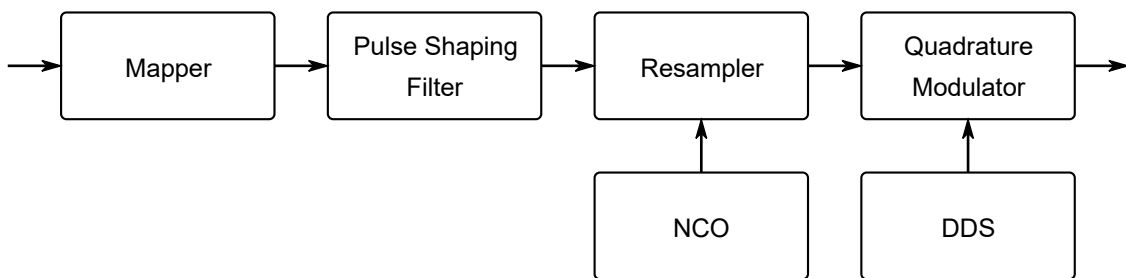 Mapper
Pulse Shaping
Filter
Resampler
Quadrature
Modulator
NCO
DDS